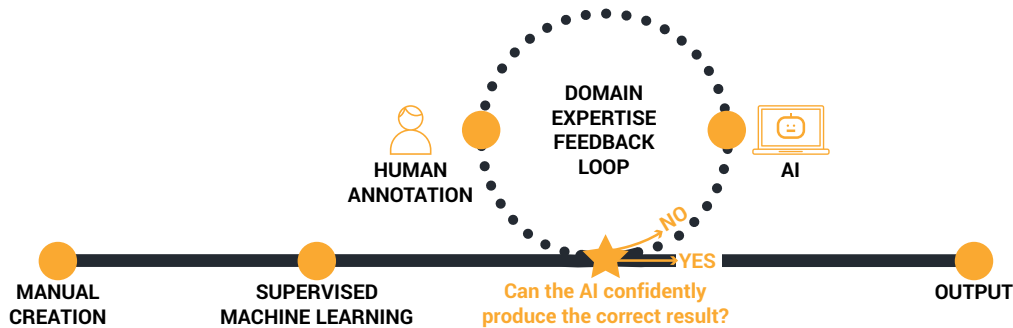 DOMAIN
EXPERTISE
FEEDBACK
LOOP
HUMAN
ANNOTATION
AI
NO
YES
MANUAL
CREATION
SUPERVISED
MACHINE LEARNING
Can the AI confidently
produce the correct result?
OUTPUT